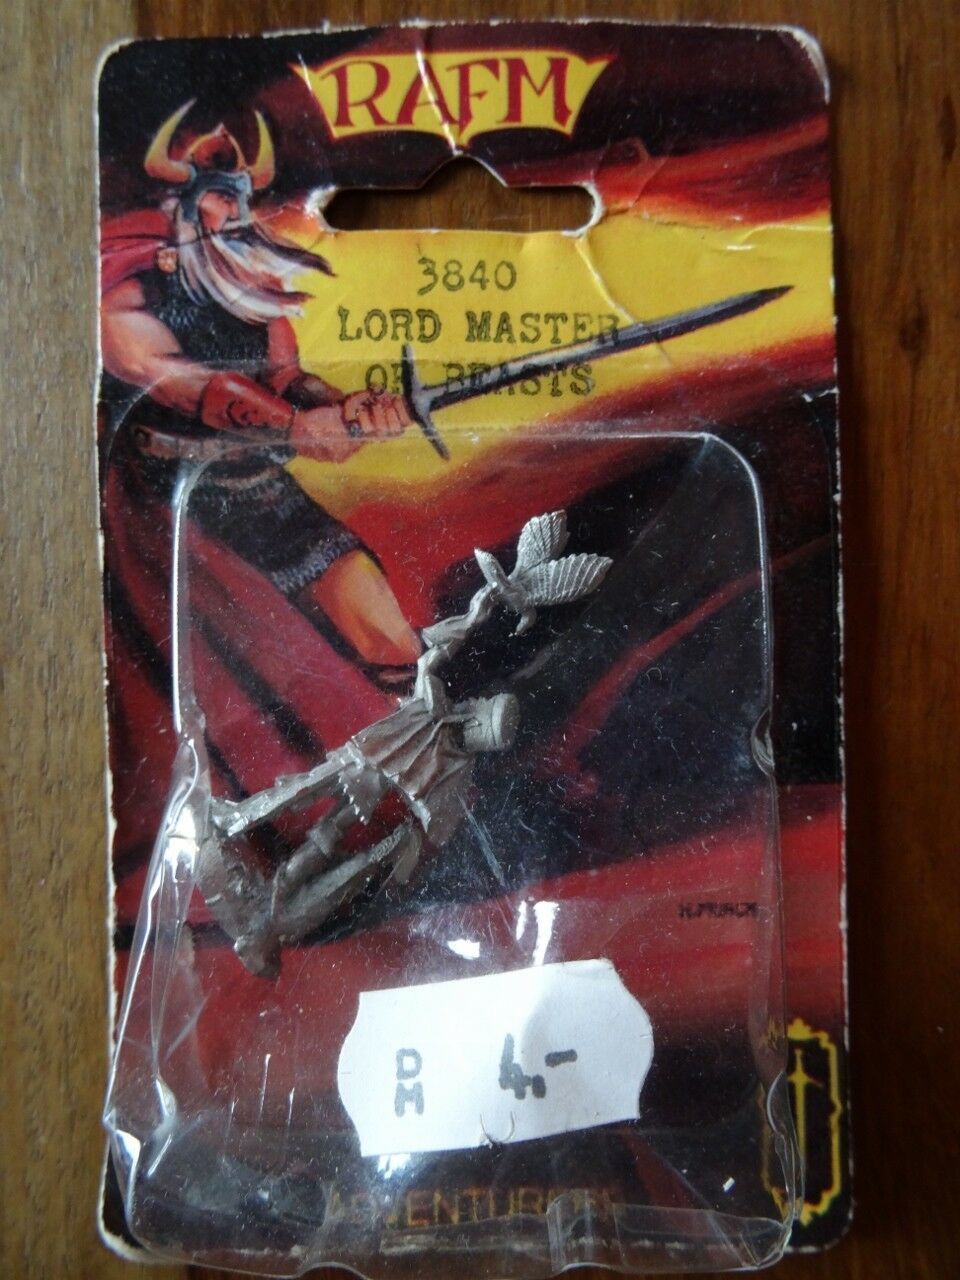 RAFM
3840
LORD MASTER
OF BEASTS
DM 4.-
ADVENTURERS